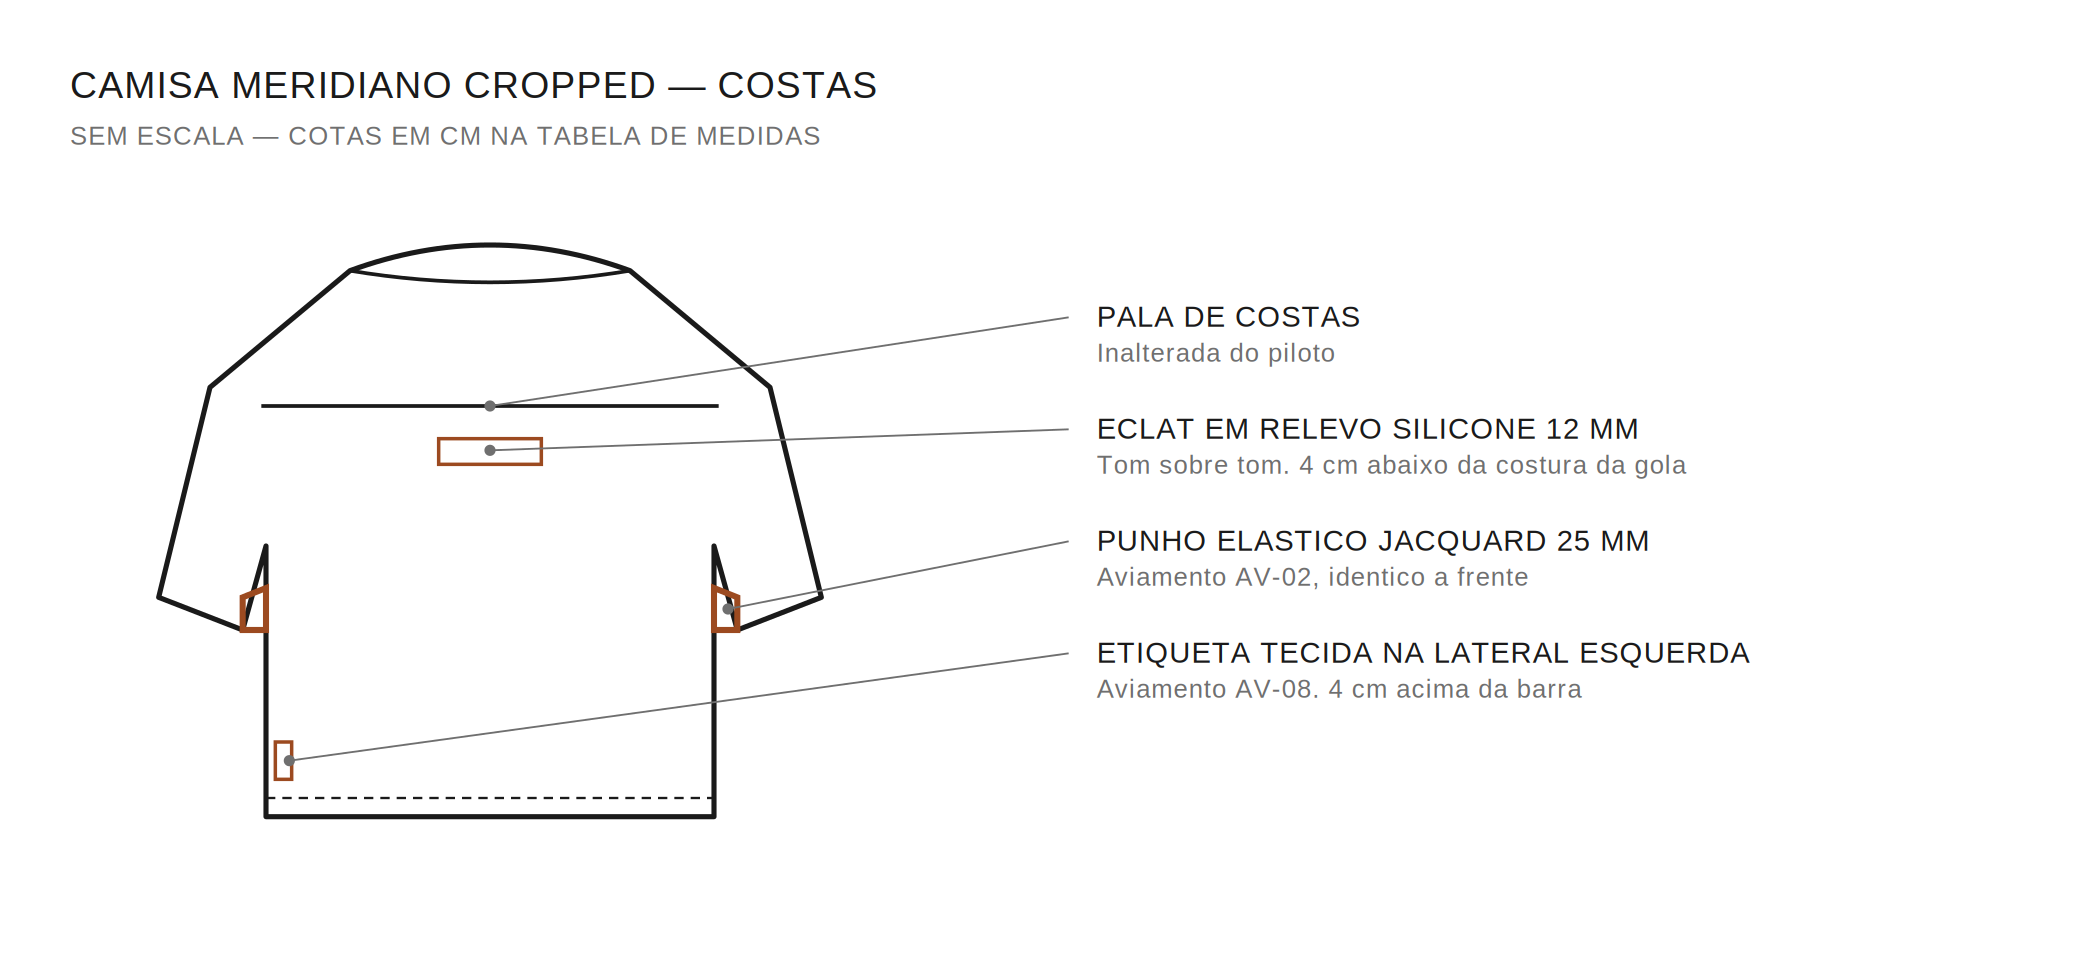 CAMISA MERIDIANO CROPPED — COSTAS
SEM ESCALA — COTAS EM CM NA TABELA DE MEDIDAS
PALA DE COSTAS
Inalterada do piloto
ECLAT EM RELEVO SILICONE 12 MM
Tom sobre tom. 4 cm abaixo da costura da gola
PUNHO ELASTICO JACQUARD 25 MM
Aviamento AV-02, identico a frente
ETIQUETA TECIDA NA LATERAL ESQUERDA
Aviamento AV-08. 4 cm acima da barra